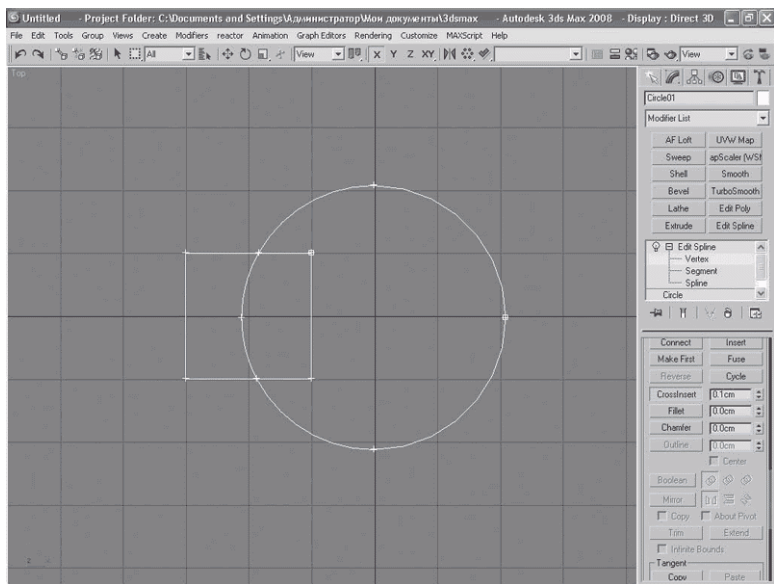 Untitled - Project Folder: C:\Documents and Settings\Администратор\Мои документы\3dsmax - Autodesk 3ds Max 2008 - Display : Direct 3D
File Edit Tools Group Views Create Modifiers reactor Animation Graph Editors Rendering Customize MAXScript Help
All View X Y Z XY View
Top
Circle01
Modifier List
AF Loft UVW Map
Sweep apScaler (WSM
Shell Smooth
Bevel TurboSmooth
Lathe Edit Poly
Extrude Edit Spline
Edit Spline
Vertex
Segment
Spline
Circle
Connect Insert
Make First Fuse
Reverse Cycle
CrossInsert 0.1cm
Fillet 0.0cm
Chamfer 0.0cm
Outline 0.0cm
Center
Boolean
Mirror
Copy About Pivot
Trim Extend
Infinite Bounds
Tangent
Copy Paste